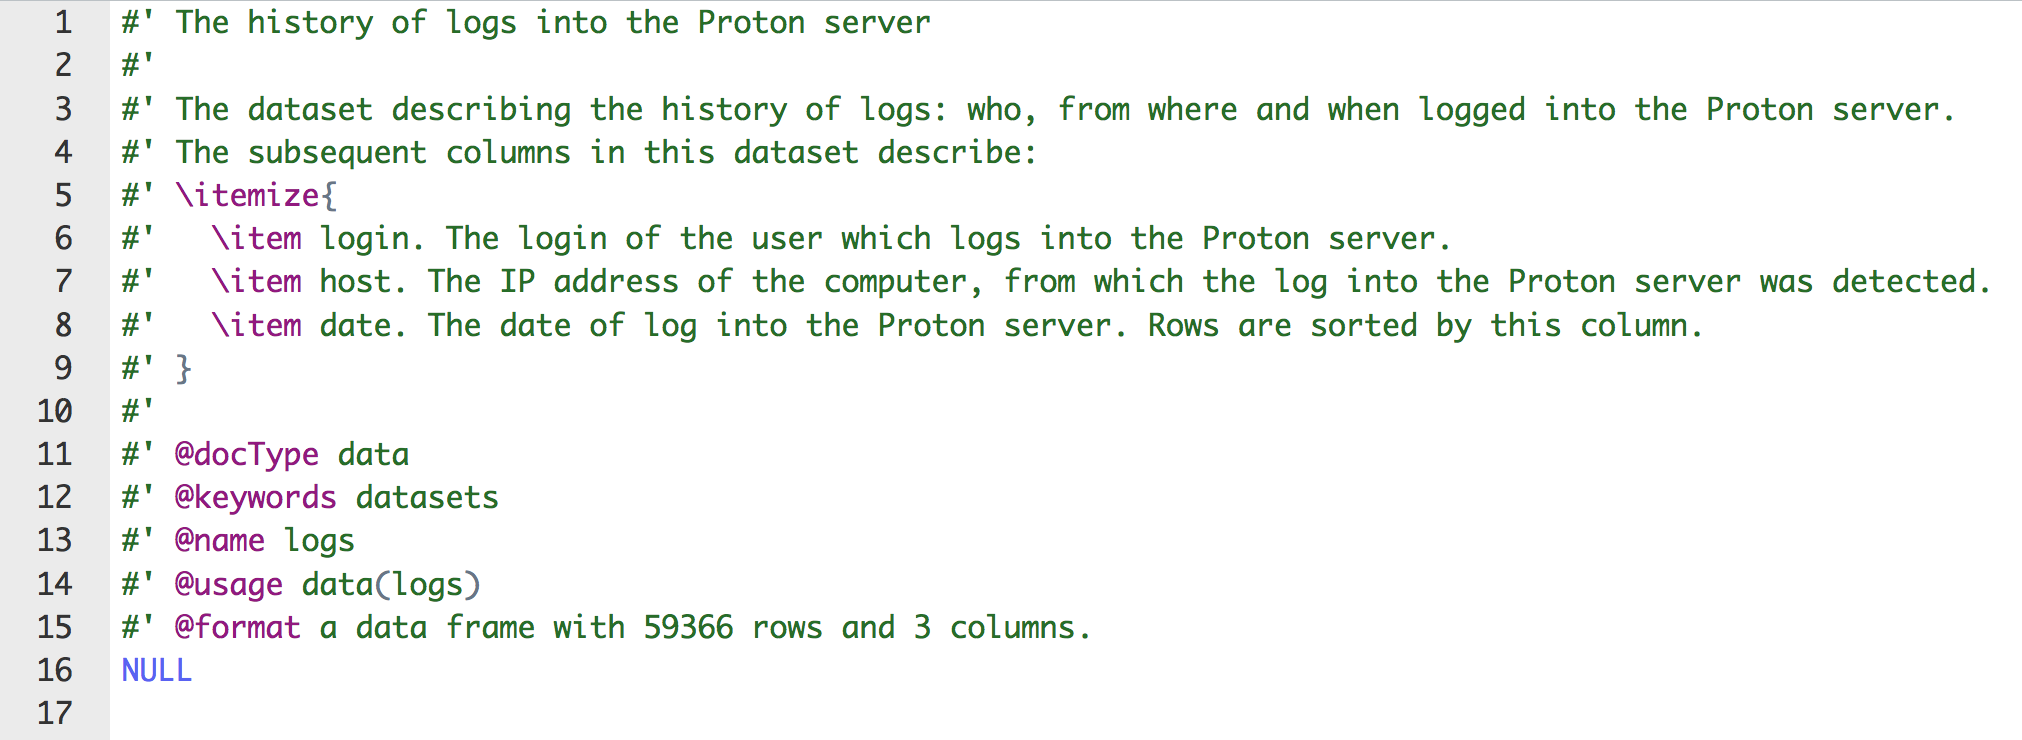 1 #' The history of logs into the Proton server
2 #'
3 #' The dataset describing the history of logs: who, from where and when logged into the Proton server.
4 #' The subsequent columns in this dataset describe:
5 #' \itemize{
6 #'   \item login. The login of the user which logs into the Proton server.
7 #'   \item host. The IP address of the computer, from which the log into the Proton server was detected.
8 #'   \item date. The date of log into the Proton server. Rows are sorted by this column.
9 #' }
10 #'
11 #' @docType data
12 #' @keywords datasets
13 #' @name logs
14 #' @usage data(logs)
15 #' @format a data frame with 59366 rows and 3 columns.
16 NULL
17